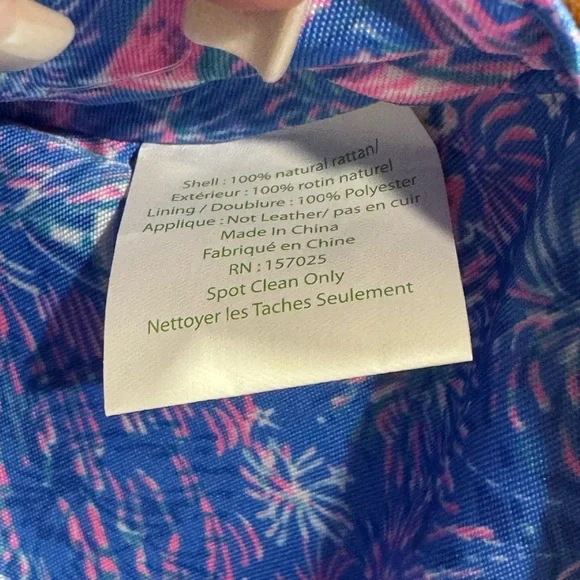 Shell : 100% natural rattan/
Extérieur : 100% rotin naturel
Lining / Doublure : 100% Polyester
Applique : Not Leather/ pas en cuir
Made In China
Fabriqué en Chine
RN : 157025
Spot Clean Only
Nettoyer les Taches Seulement